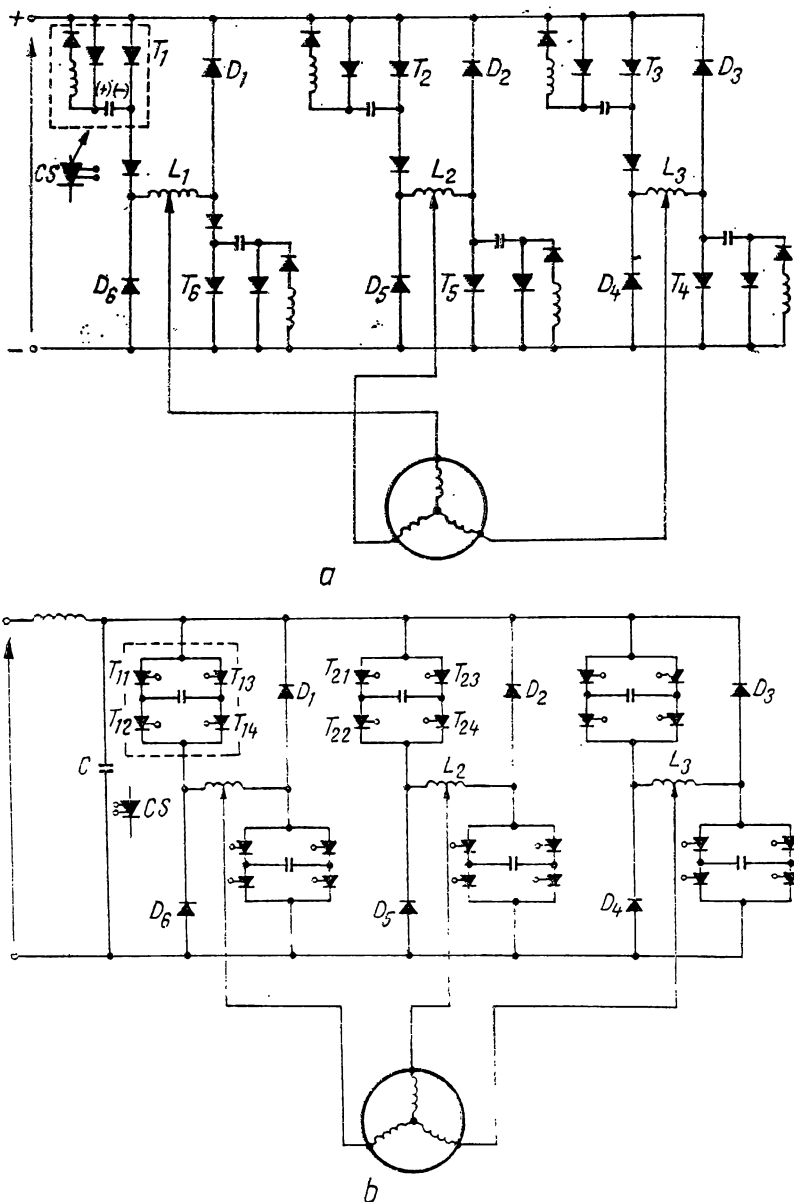 +
T1
D1
T2
D2
T3
D3
(+) (−)
CS
L1
L2
L3
D6
T6
D5
T5
D4
T4
−
a
T11
T13
D1
T21
T23
D2
D3
T12
T14
T22
T24
C
CS
L2
L3
D6
D5
D4
b